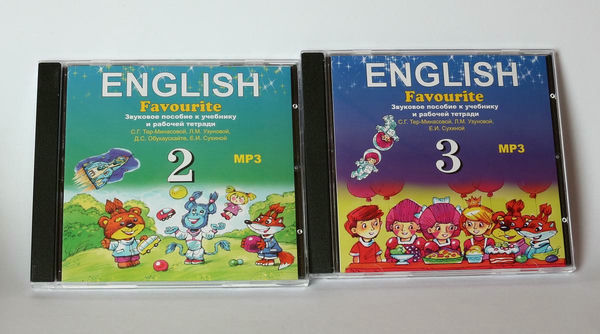 ENGLISH
Favourite
Звуковое пособие к учебнику
и рабочей тетради
С.Г. Тер-Минасовой, Л.М. Узуновой,
Д.С. Обукаускайте, Е.И. Сухиной
2
MP3
ENGLISH
Favourite
Звуковое пособие к учебнику
и рабочей тетради
С.Г. Тер-Минасовой, Л.М. Узуновой,
Е.И. Сухиной
3
MP3